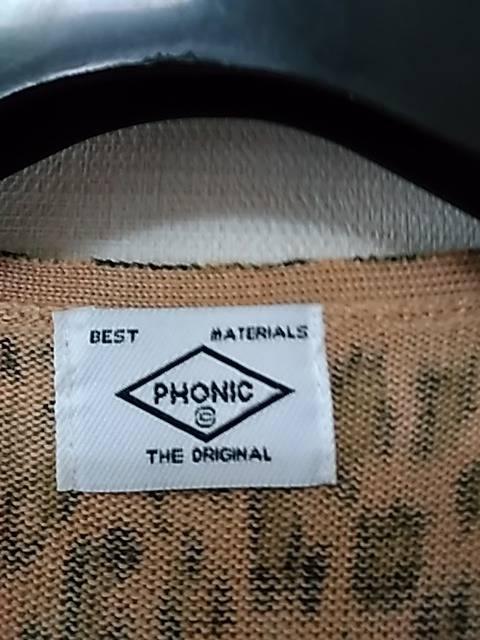 BEST MATERIALS
PHONIC
©
THE ORIGINAL